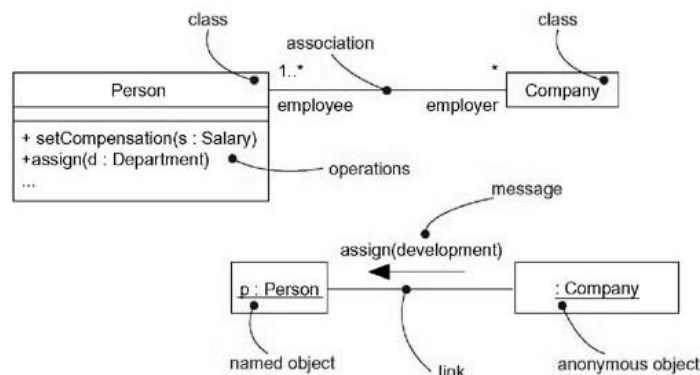 class
class
association
1..*
*
Person
Company
employee
employer
+ setCompensation(s : Salary)
+assign(d : Department)
...
operations
message
assign(development)
p : Person
: Company
named object
link
anonymous object